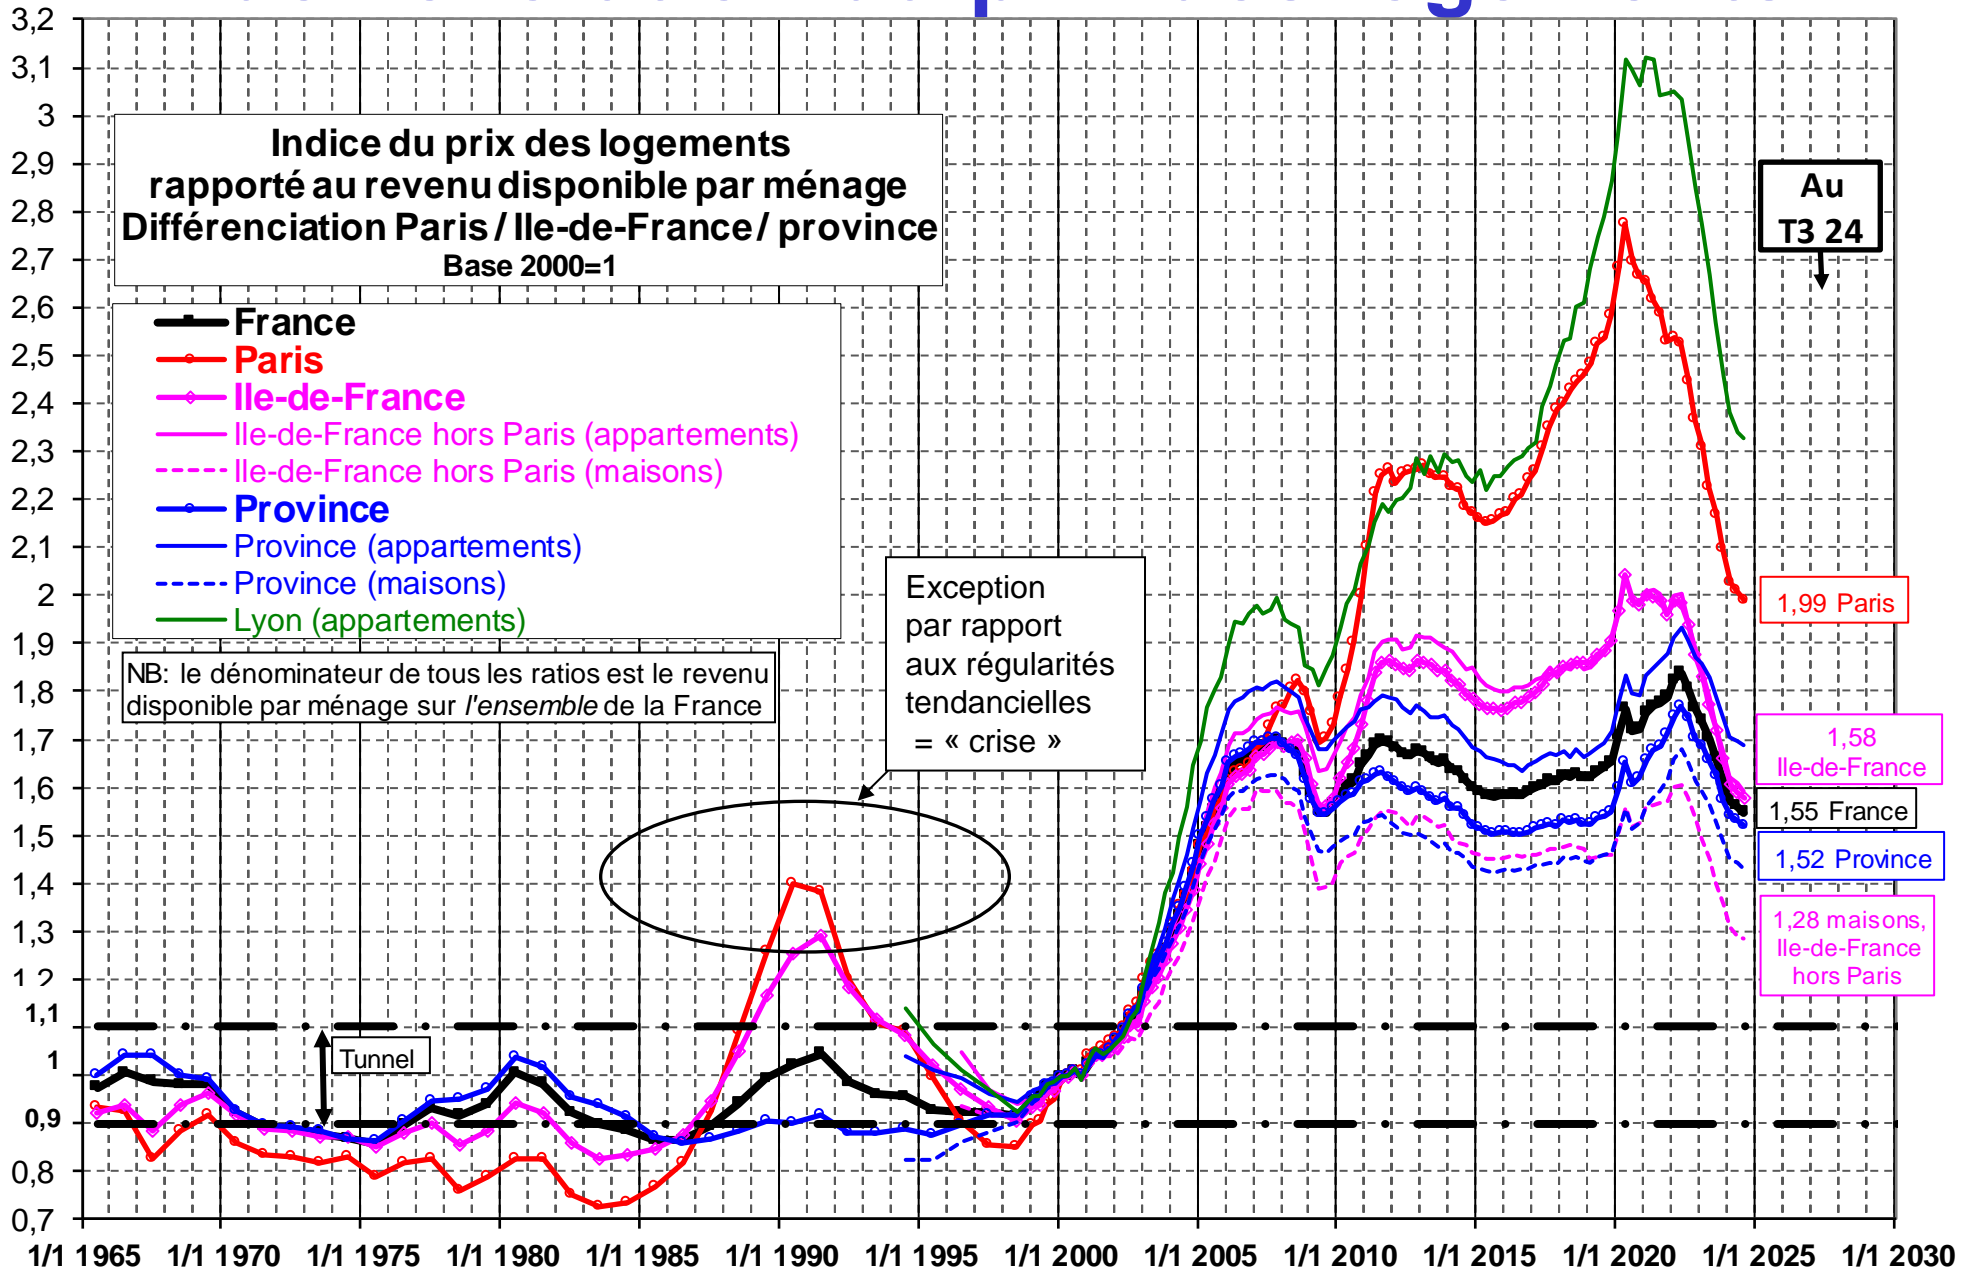 Indice du prix des logements
rapporté au revenu disponible par ménage
Différenciation Paris / Ile-de-France / province
Base 2000=1
France
Paris
Ile-de-France
Ile-de-France hors Paris (appartements)
Ile-de-France hors Paris (maisons)
Province
Province (appartements)
Province (maisons)
Lyon (appartements)
NB: le dénominateur de tous les ratios est le revenu
disponible par ménage sur l'ensemble de la France
Exception
par rapport
aux régularités
tendancielles
= « crise »
Tunnel
Au
T3 24
1,99 Paris
1,58
Ile-de-France
1,55 France
1,52 Province
1,28 maisons,
Ile-de-France
hors Paris
3,2
3,1
3
2,9
2,8
2,7
2,6
2,5
2,4
2,3
2,2
2,1
2
1,9
1,8
1,7
1,6
1,5
1,4
1,3
1,2
1,1
1
0,9
0,8
0,7
1/1 1965 1/1 1970 1/1 1975 1/1 1980 1/1 1985 1/1 1990 1/1 1995 1/1 2000 1/1 2005 1/1 2010 1/1 2015 1/1 2020 1/1 2025 1/1 2030